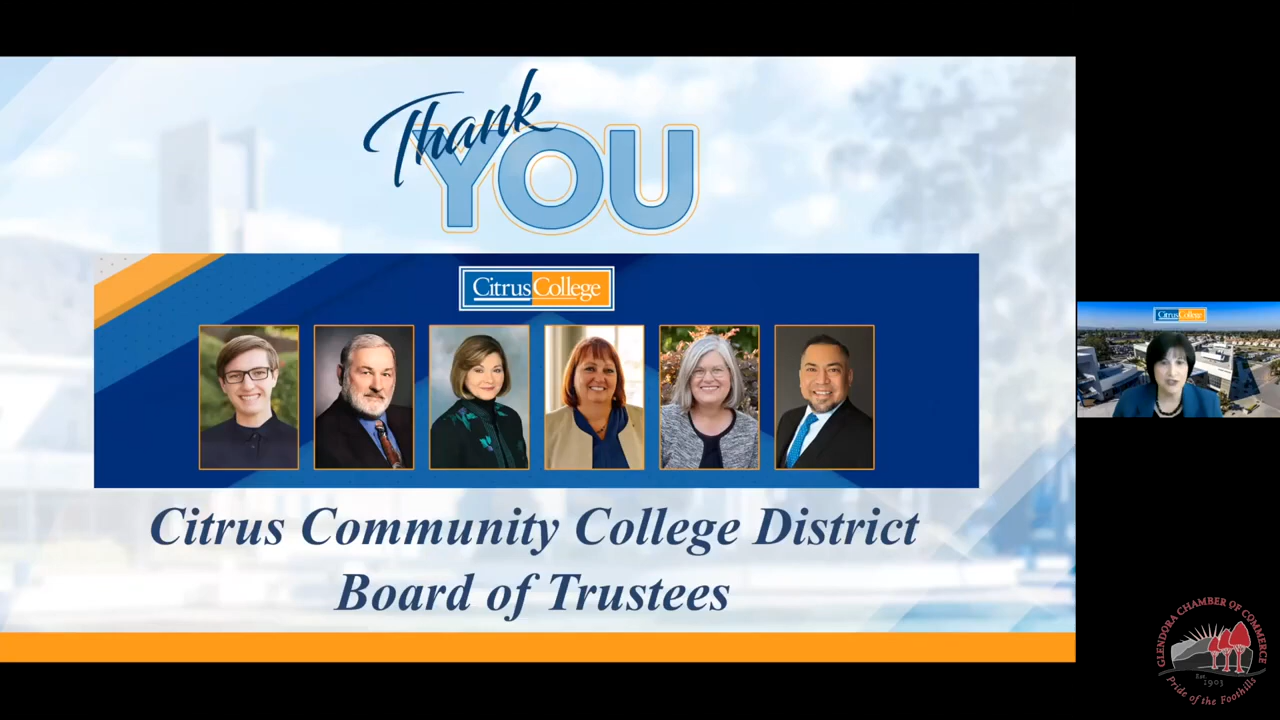 Thank
YOU
Citrus College
Citrus Community College District
Board of Trustees
Citrus College
GLENDORA CHAMBER OF COMMERCE
Est.
1903
Pride of the Foothills